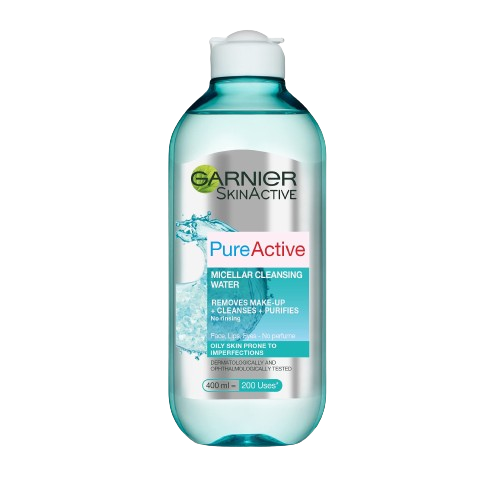 GARNIER
SKINACTIVE
PureActive
MICELLAR CLEANSING
WATER
REMOVES MAKE-UP
+ CLEANSES + PURIFIES
No rinsing
Face, Lips, Eyes - No perfume
OILY SKIN PRONE TO
IMPERFECTIONS
DERMATOLOGICALLY AND
OPHTHALMOLOGICALLY TESTED
400 ml = 200 Uses*